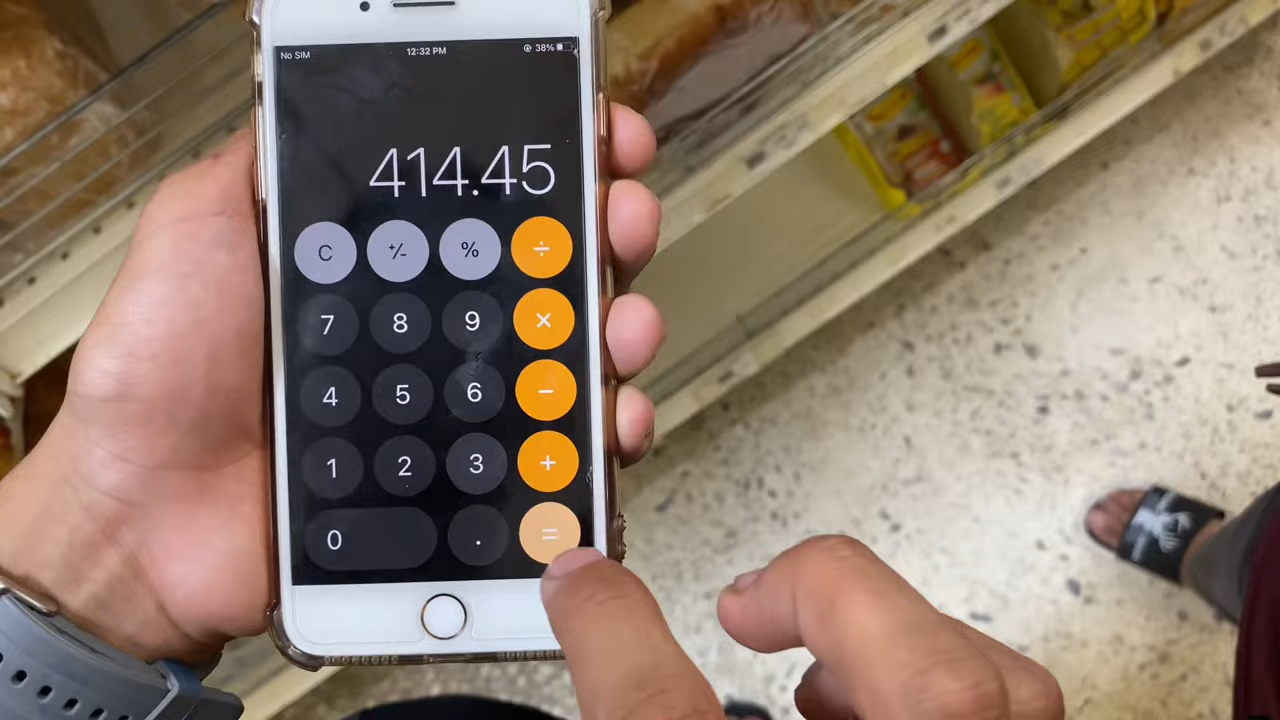 No SIM 12:32 PM 38%
414.45
C +/- % ÷
7 8 9 ×
4 5 6 −
1 2 3 +
0 . =